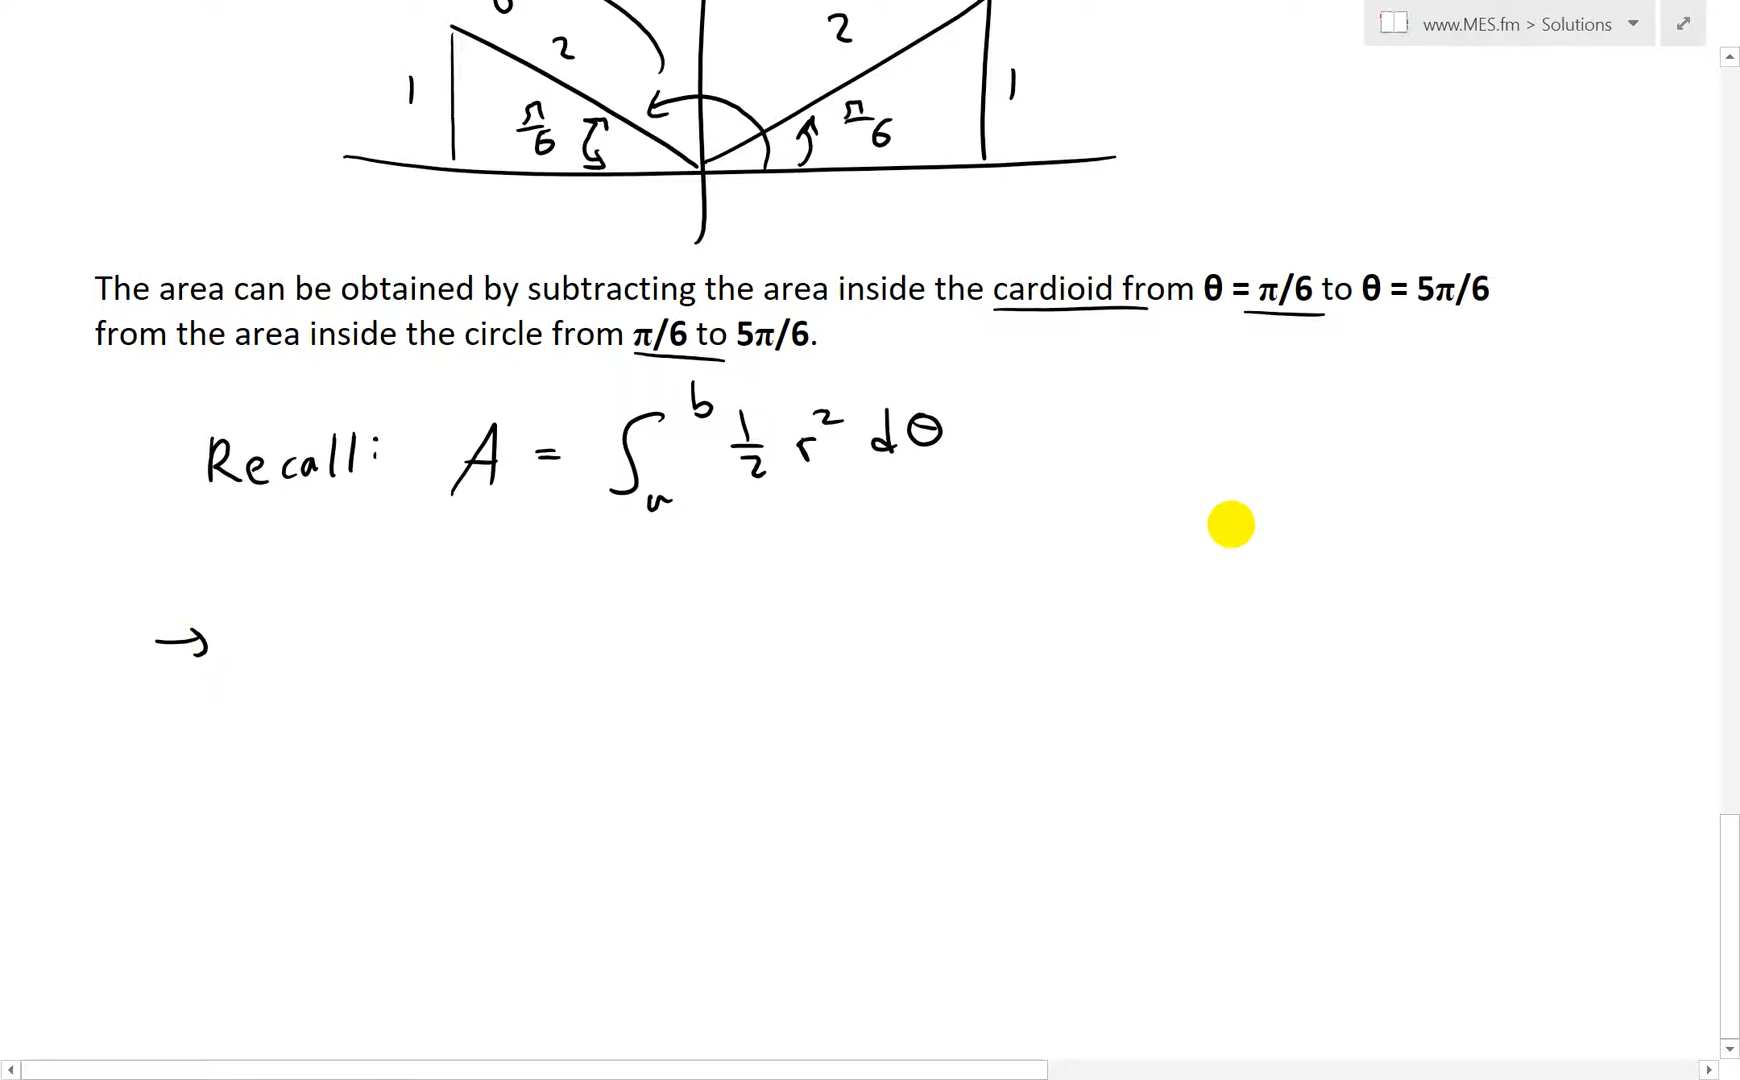 www.MES.fm > Solutions
2 2
1 π/6 π/6 1
The area can be obtained by subtracting the area inside the cardioid from θ = π/6 to θ = 5π/6
from the area inside the circle from π/6 to 5π/6.
Recall: A = ∫ₐᵇ 1/2 r² dθ
→